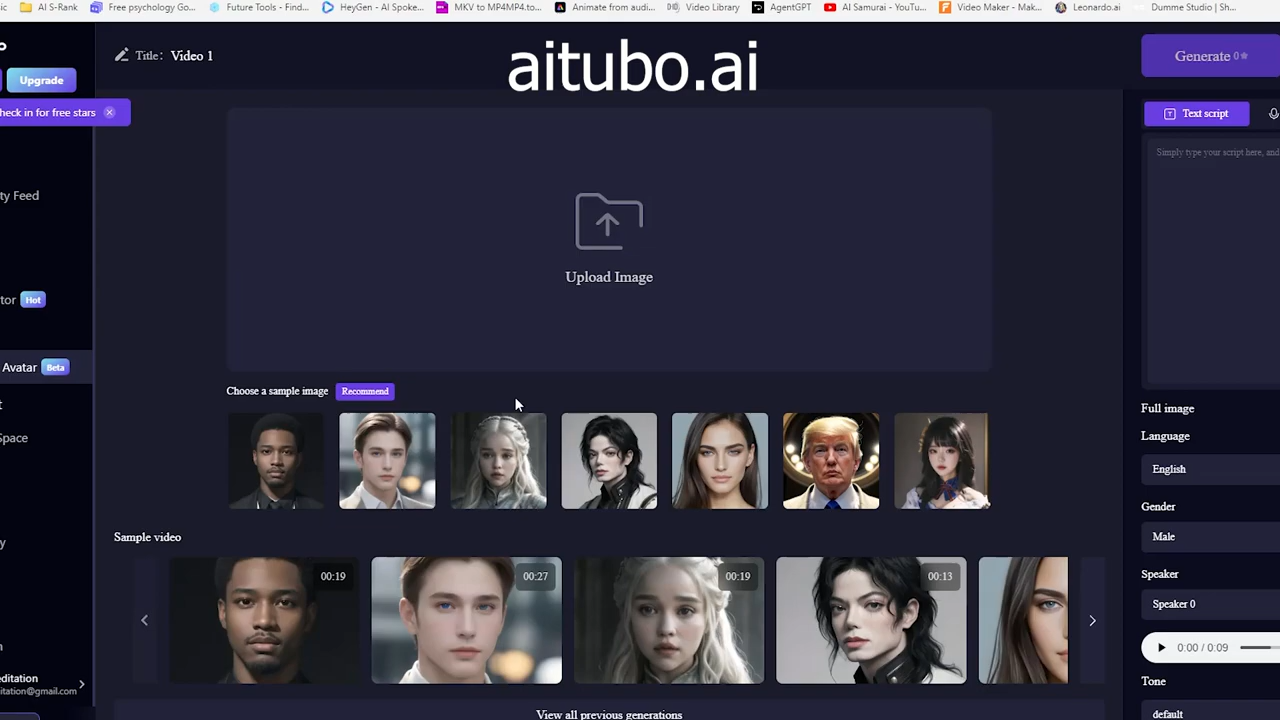 AI S-Rank
Free psychology Go...
Future Tools - Find...
HeyGen - AI Spoke...
MKV to MP4MP4.to...
Animate from audi...
Video Library
AgentGPT
AI Samurai - YouTu...
Video Maker - Mak...
Leonardo.ai
Dumme Studio | Sh...
Title: Video 1
aitubo.ai
Generate 0
Upgrade
heck in for free stars
Text script
Simply type your script here, and
ty Feed
Upload Image
tor Hot
Avatar Beta
Choose a sample image Recommend
Full image
Language
English
Space
Gender
Male
Sample video
00:19
00:27
00:19
00:13
Speaker
Speaker 0
0:00 / 0:09
Tone
default
editation
itation@gmail.com
View all previous generations